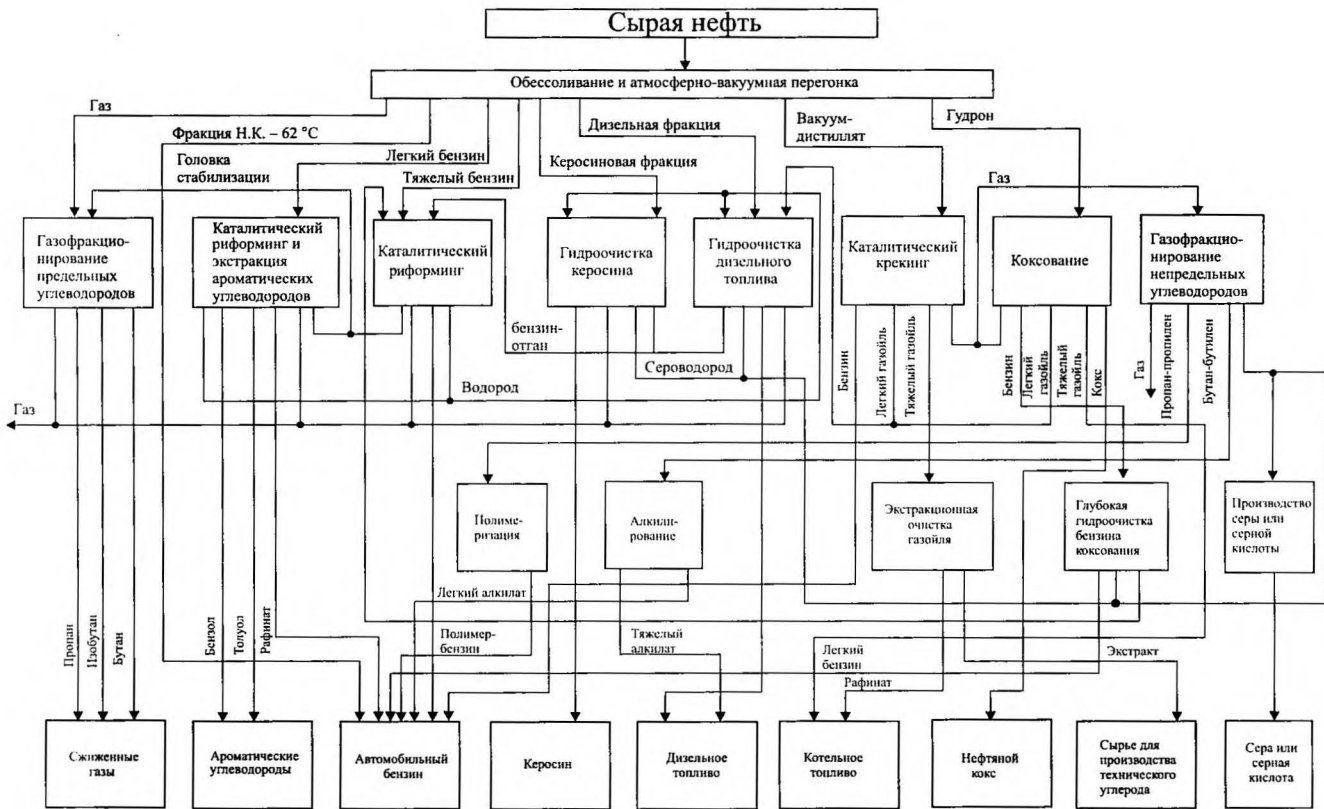 Сырая нефть
Обессоливание и атмосферно-вакуумная перегонка
Газ
Фракция Н.К. – 62 °С
Головка
стабилизации
Легкий бензин
Тяжелый бензин
Дизельная фракция
Керосиновая фракция
Вакуум-
дистиллят
Гудрон
Газ
Газофракцио-
нирование
предельных
углеводородов
Каталитический
риформинг и
экстракция
ароматических
углеводородов
Каталитический
риформинг
Гидроочистка
керосина
Гидроочистка
дизельного
топлива
Каталитический
крекинг
Коксование
Газофракцио-
нирование
непредельных
углеводородов
бензин-
отган
Сероводород
Водород
Газ
Бензин
Легкий газойль
Тяжелый газойль
Бензин
Легкий
газойль
Тяжелый
газойль
Кокс
Газ
Пропан-пропилен
Бутан-бутилен
Полиме-
ризация
Алкили-
рование
Экстракционная
очистка
газойля
Глубокая
гидроочистка
бензина
коксования
Производство
серы или
серной
кислоты
Пропан
Изобутан
Бутан
Бензол
Толуол
Рафинат
Легкий алкилат
Полимер-
бензин
Тяжелый
алкилат
Легкий
бензин
Рафинат
Экстракт
Сжиженные
газы
Ароматические
углеводороды
Автомобильный
бензин
Керосин
Дизельное
топливо
Котельное
топливо
Нефтяной
кокс
Сырье для
производства
технического
углерода
Сера или
серная
кислота